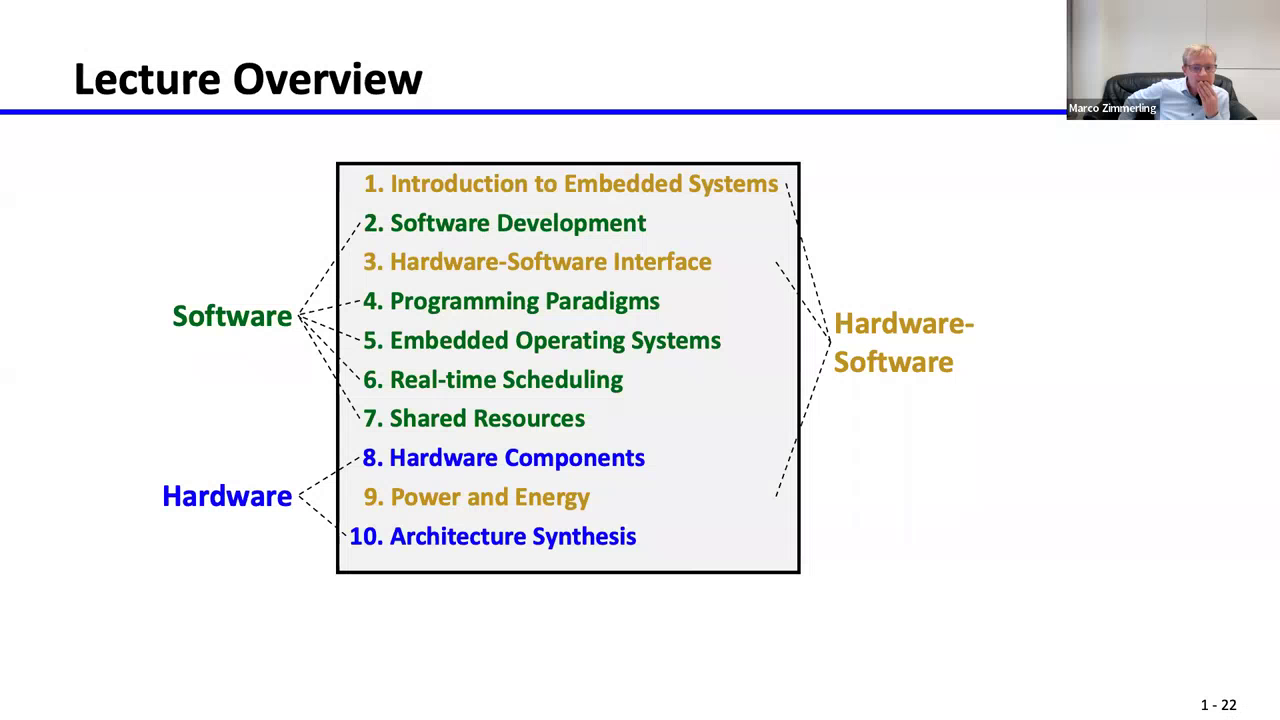 Lecture Overview
Marco Zimmerling
1. Introduction to Embedded Systems
2. Software Development
3. Hardware-Software Interface
4. Programming Paradigms
5. Embedded Operating Systems
6. Real-time Scheduling
7. Shared Resources
8. Hardware Components
9. Power and Energy
10. Architecture Synthesis
Software
Hardware
Hardware-
Software
1 - 22